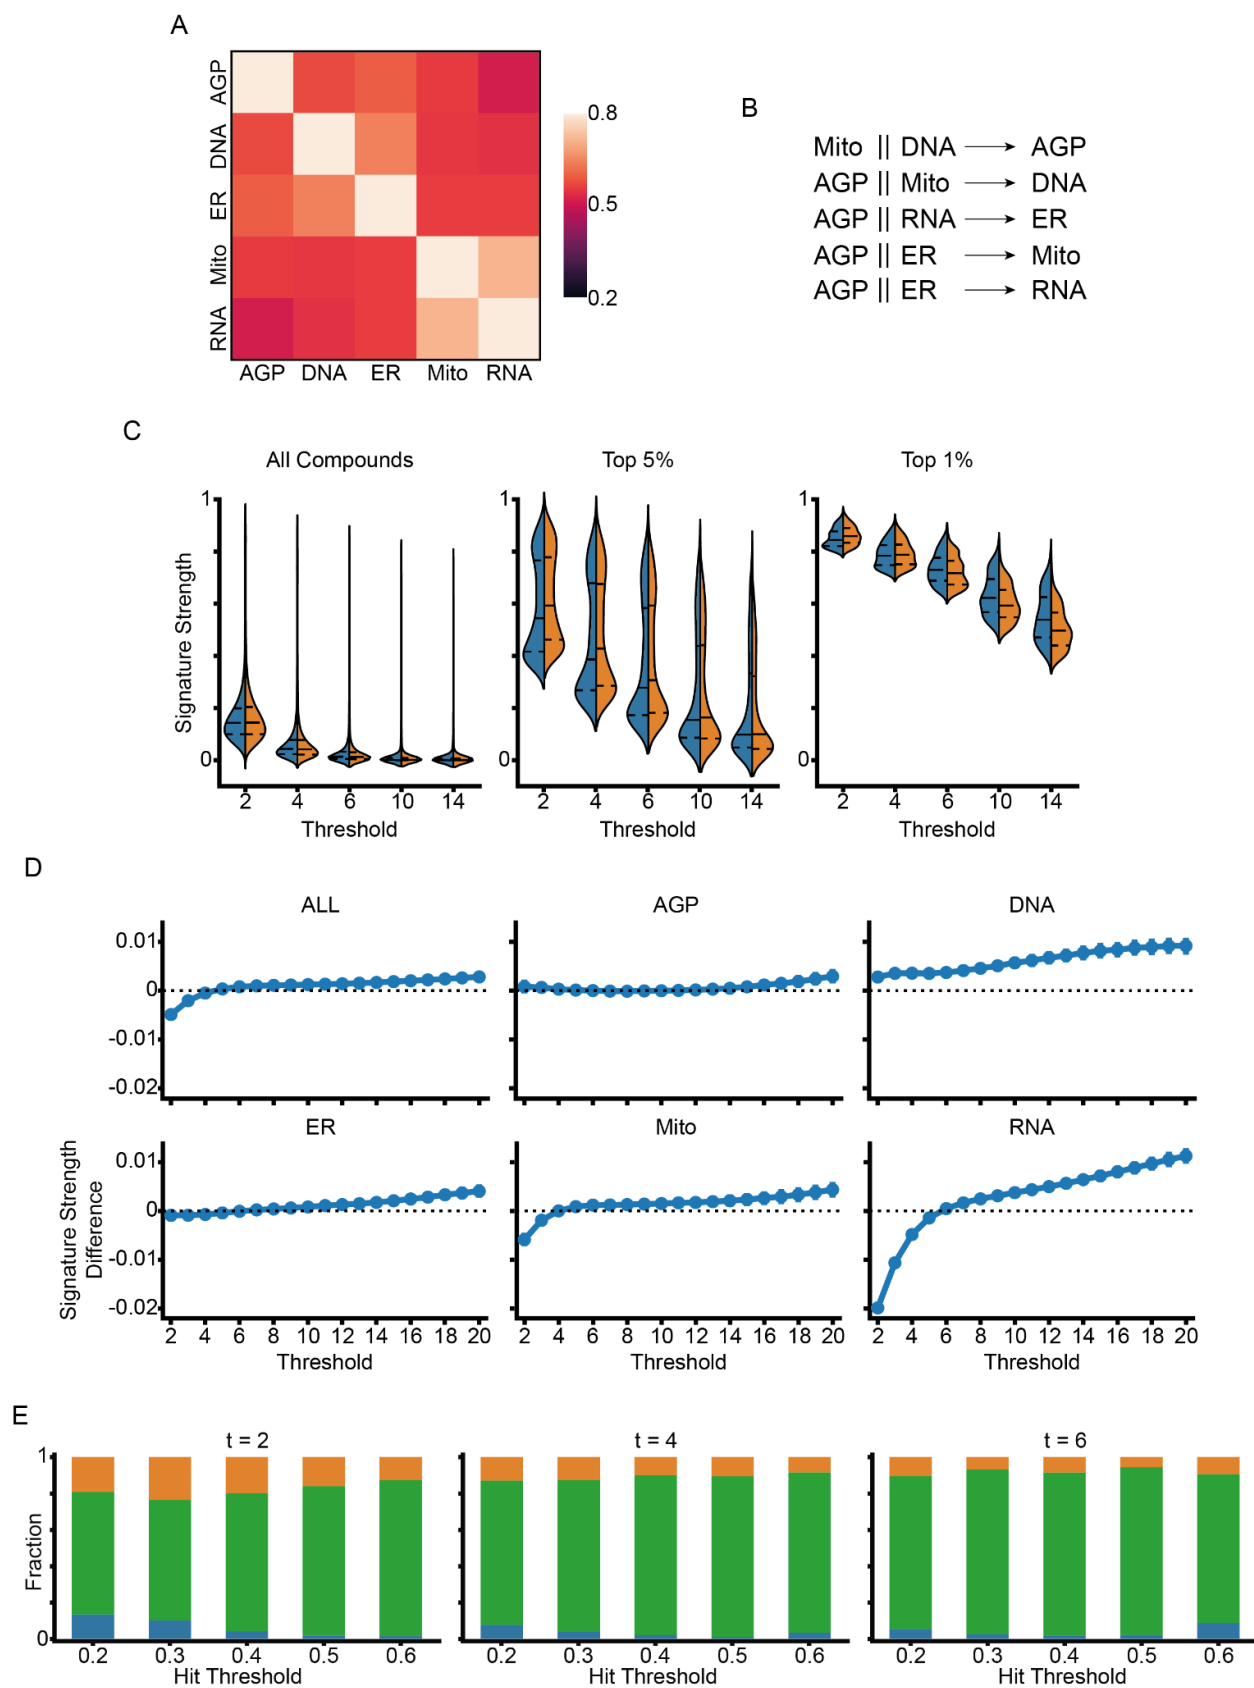 A
AGP
DNA
ER
Mito
RNA
AGP DNA ER Mito RNA
0.8
0.5
0.2
B
Mito || DNA ⟶ AGP
AGP || Mito ⟶ DNA
AGP || RNA ⟶ ER
AGP || ER ⟶ Mito
AGP || ER ⟶ RNA
C
All Compounds Top 5% Top 1%
Signature Strength
1 1 1
0 0 0
2 4 6 10 14 2 4 6 10 14 2 4 6 10 14
Threshold Threshold Threshold
D
ALL AGP DNA
0.01
0
-0.01
-0.02
ER Mito RNA
Signature Strength
Difference
0.01
0
-0.01
-0.02
2 4 6 8 10 12 14 16 18 20 2 4 6 8 10 12 14 16 18 20 2 4 6 8 10 12 14 16 18 20
Threshold Threshold Threshold
E
t = 2 t = 4 t = 6
Fraction
1
0
0.2 0.3 0.4 0.5 0.6 0.2 0.3 0.4 0.5 0.6 0.2 0.3 0.4 0.5 0.6
Hit Threshold Hit Threshold Hit Threshold